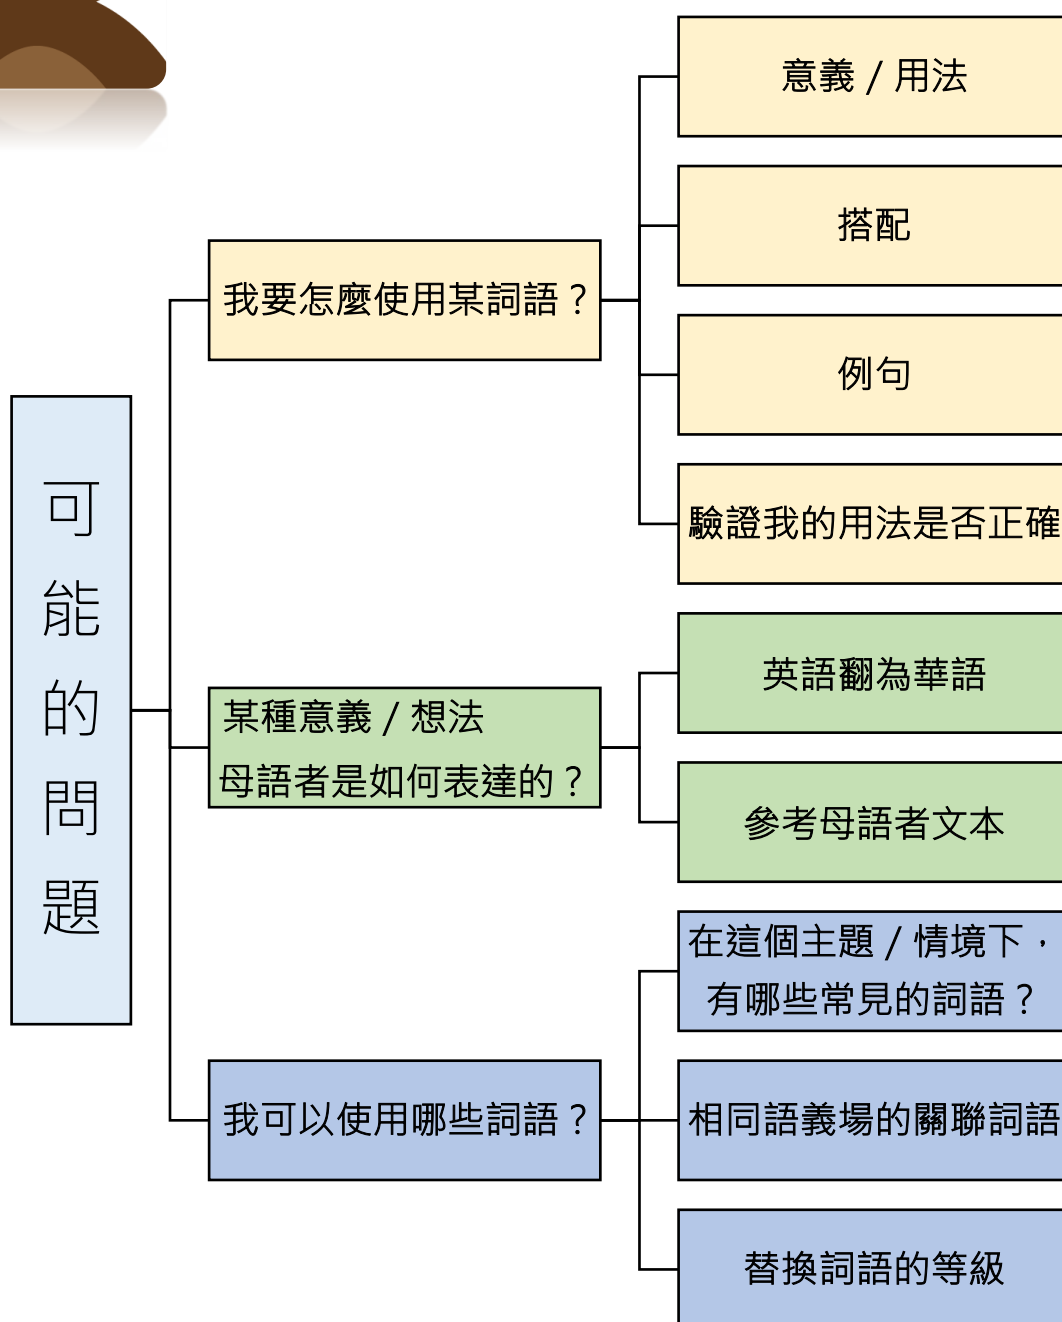 可能的問題
我要怎麼使用某詞語？
意義 / 用法
搭配
例句
驗證我的用法是否正確
某種意義 / 想法
母語者是如何表達的？
英語翻為華語
參考母語者文本
我可以使用哪些詞語？
在這個主題 / 情境下，
有哪些常見的詞語？
相同語義場的關聯詞語
替換詞語的等級